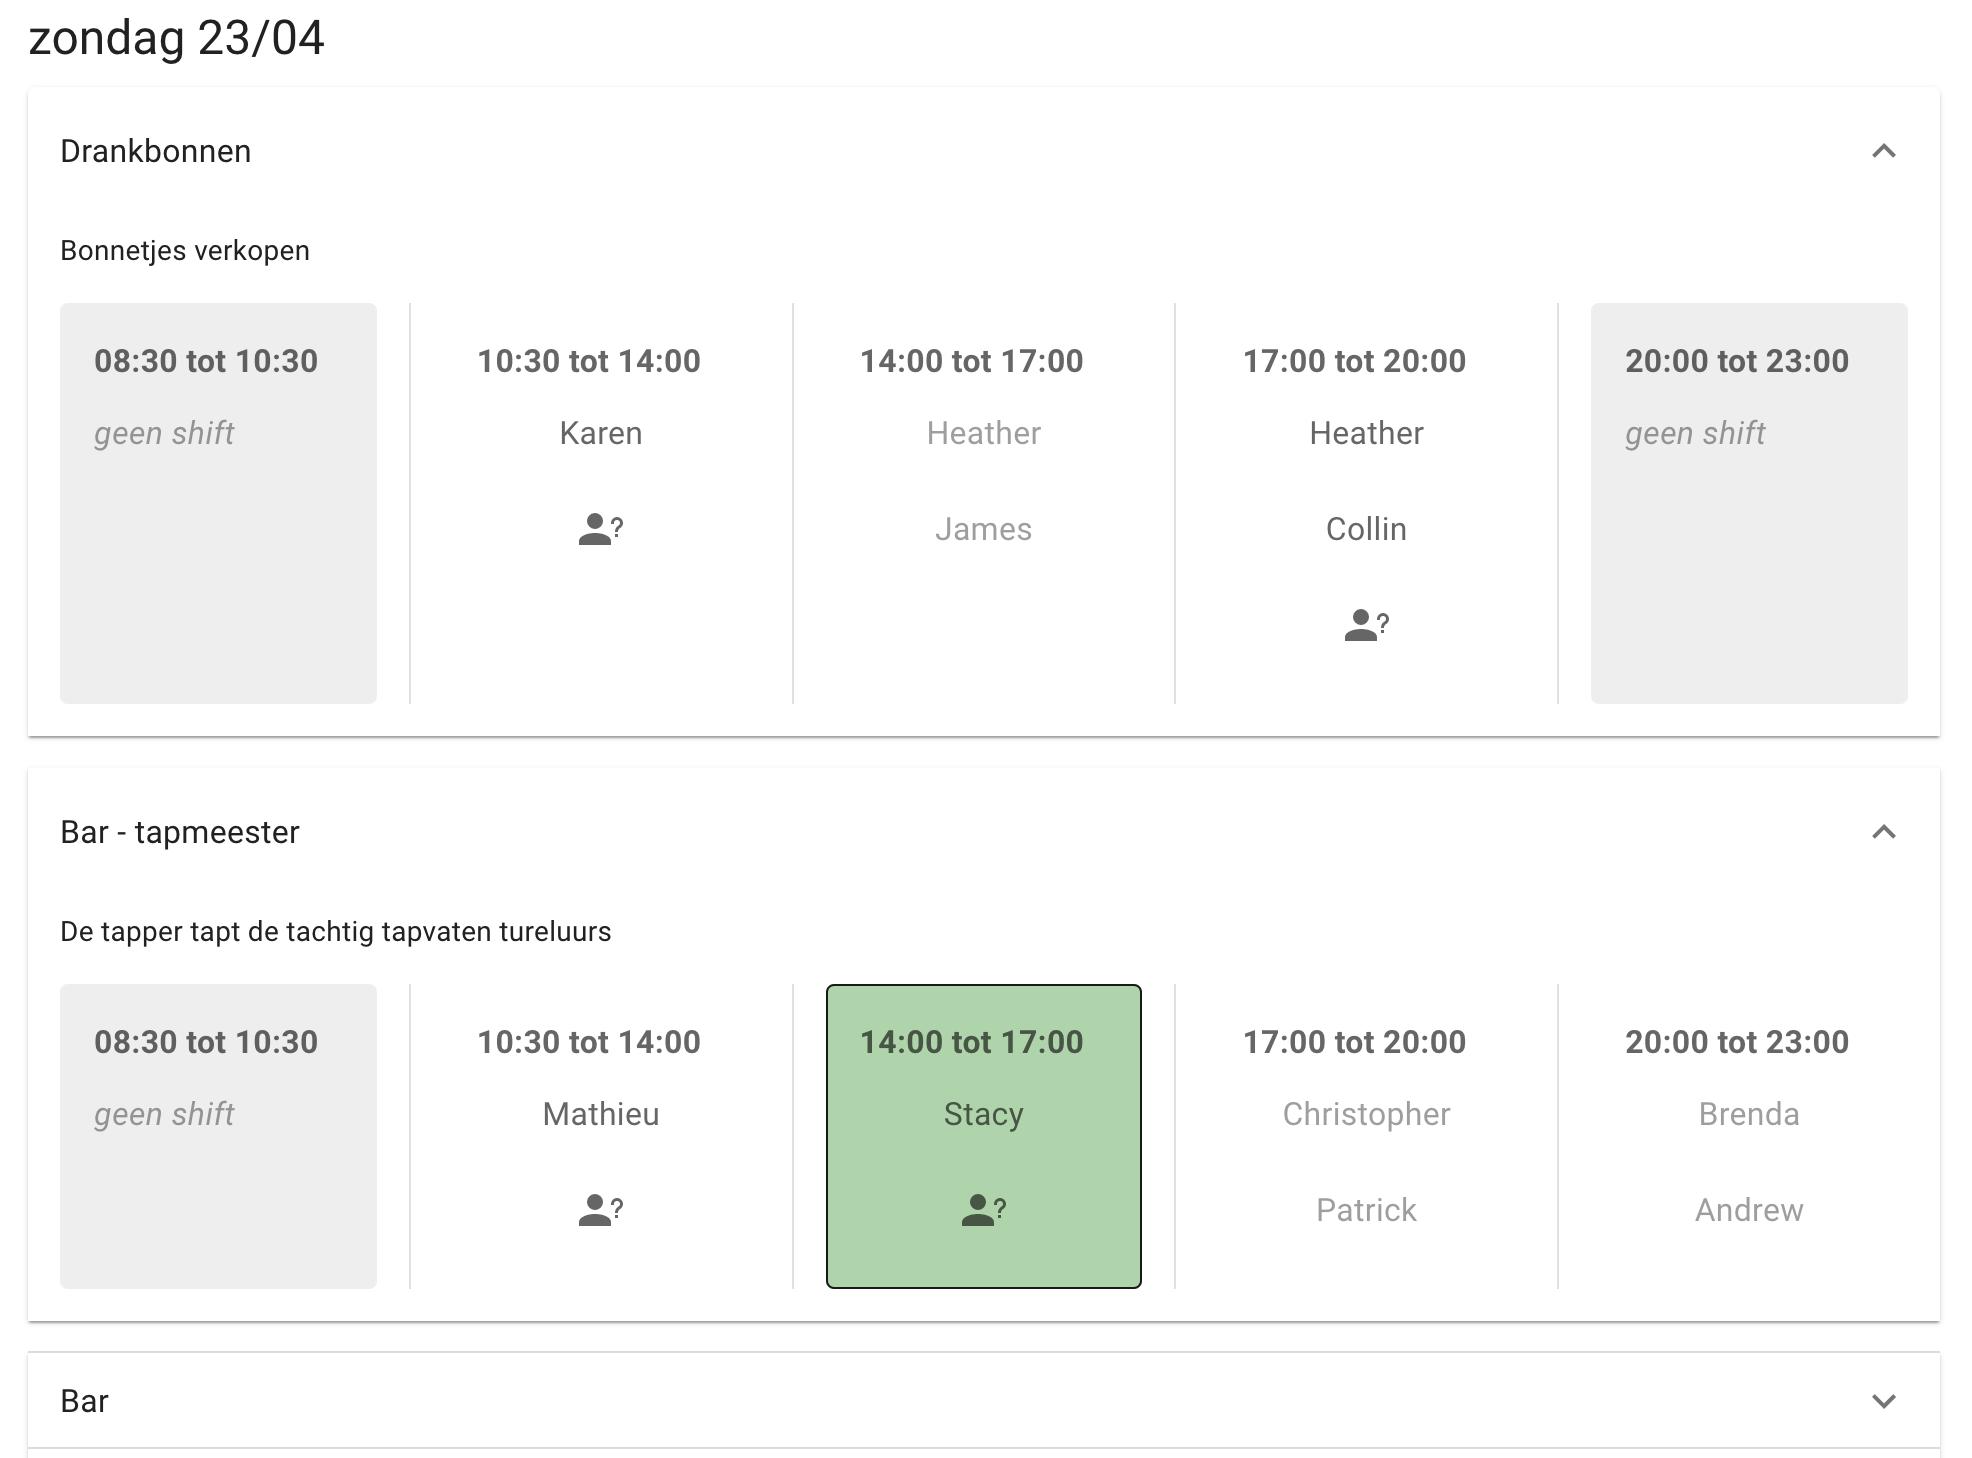 zondag 23/04
Drankbonnen
Bonnetjes verkopen
08:30 tot 10:30
geen shift
10:30 tot 14:00
Karen
?
14:00 tot 17:00
Heather
James
17:00 tot 20:00
Heather
Collin
?
20:00 tot 23:00
geen shift
Bar - tapmeester
De tapper tapt de tachtig tapvaten tureluurs
08:30 tot 10:30
geen shift
10:30 tot 14:00
Mathieu
?
14:00 tot 17:00
Stacy
?
17:00 tot 20:00
Christopher
Patrick
20:00 tot 23:00
Brenda
Andrew
Bar